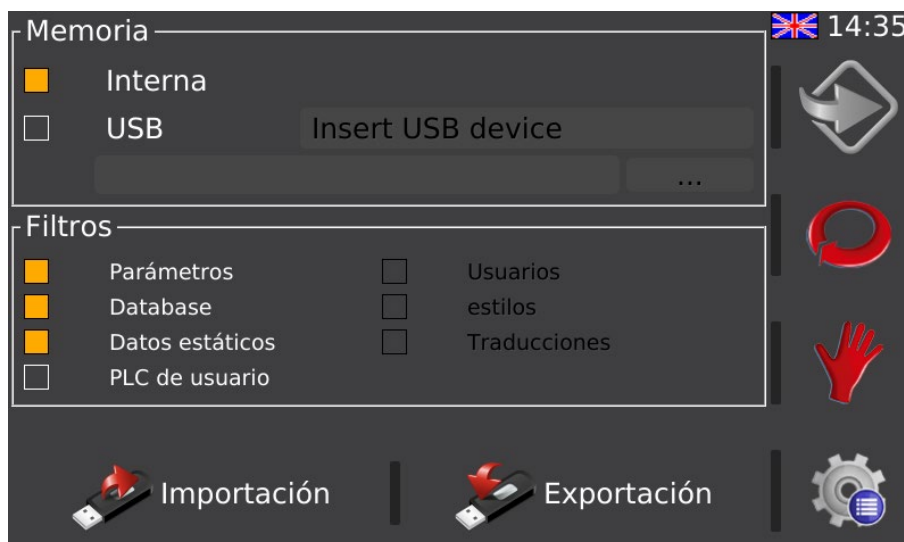 Memoria
14:35
Interna
USB Insert USB device
...
Filtros
Parámetros Usuarios
Database estilos
Datos estáticos Traducciones
PLC de usuario
Importación Exportación